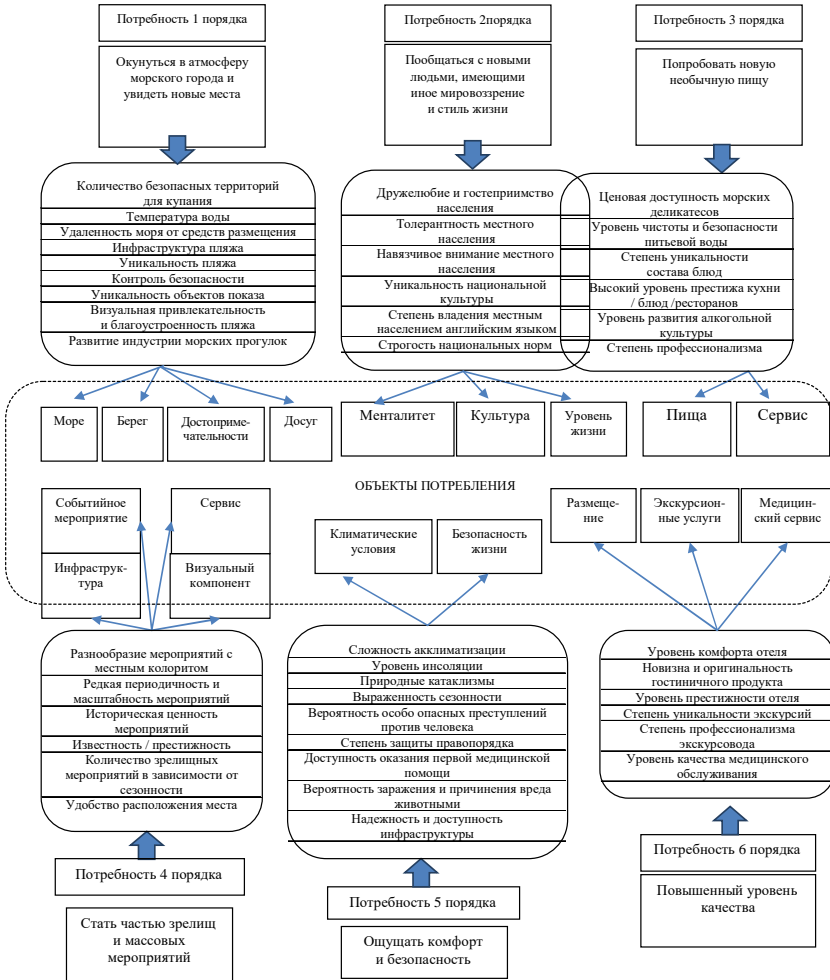 Потребность 1 порядка
Окунуться в атмосферу
морского города и
увидеть новые места
Потребность 2порядка
Пообщаться с новыми
людьми, имеющими
иное мировоззрение
и стиль жизни
Потребность 3 порядка
Попробовать новую
необычную пищу
Количество безопасных территорий
для купания
Температура воды
Удаленность моря от средств размещения
Инфраструктура пляжа
Уникальность пляжа
Контроль безопасности
Уникальность объектов показа
Визуальная привлекательность
и благоустроенность пляжа
Развитие индустрии морских прогулок
Дружелюбие и гостеприимство
населения
Толерантность местного
населения
Навязчивое внимание местного
населения
Уникальность национальной
культуры
Степень владения местным
населением английским языком
Строгость национальных норм
Ценовая доступность морских
деликатесов
Уровень чистоты и безопасности
питьевой воды
Степень уникальности
состава блюд
Высокий уровень престижа кухни
/ блюд /ресторанов
Уровень развития алкогольной
культуры
Степень профессионализма
Море
Берег
Достоприме-
чательности
Досуг
Менталитет
Культура
Уровень
жизни
Пища
Сервис
ОБЪЕКТЫ ПОТРЕБЛЕНИЯ
Событийное
мероприятие
Сервис
Инфраструк-
тура
Визуальный
компонент
Климатические
условия
Безопасность
жизни
Размеще-
ние
Экскурсион-
ные услуги
Медицин-
ский сервис
Разнообразие мероприятий с
местным колоритом
Редкая периодичность и
масштабность мероприятий
Историческая ценность
мероприятий
Известность / престижность
Количество зрелищных
мероприятий в зависимости от
сезонности
Удобство расположения места
Сложность акклиматизации
Уровень инсоляции
Природные катаклизмы
Выраженность сезонности
Вероятность особо опасных преступлений
против человека
Степень защиты правопорядка
Доступность оказания первой медицинской
помощи
Вероятность заражения и причинения вреда
животными
Надежность и доступность
инфраструктуры
Уровень комфорта отеля
Новизна и оригинальность
гостиничного продукта
Уровень престижности отеля
Степень уникальности экскурсий
Степень профессионализма
экскурсовода
Уровень качества медицинского
обслуживания
Потребность 4 порядка
Стать частью зрелищ
и массовых
мероприятий
Потребность 5 порядка
Ощущать комфорт
и безопасность
Потребность 6 порядка
Повышенный уровень
качества